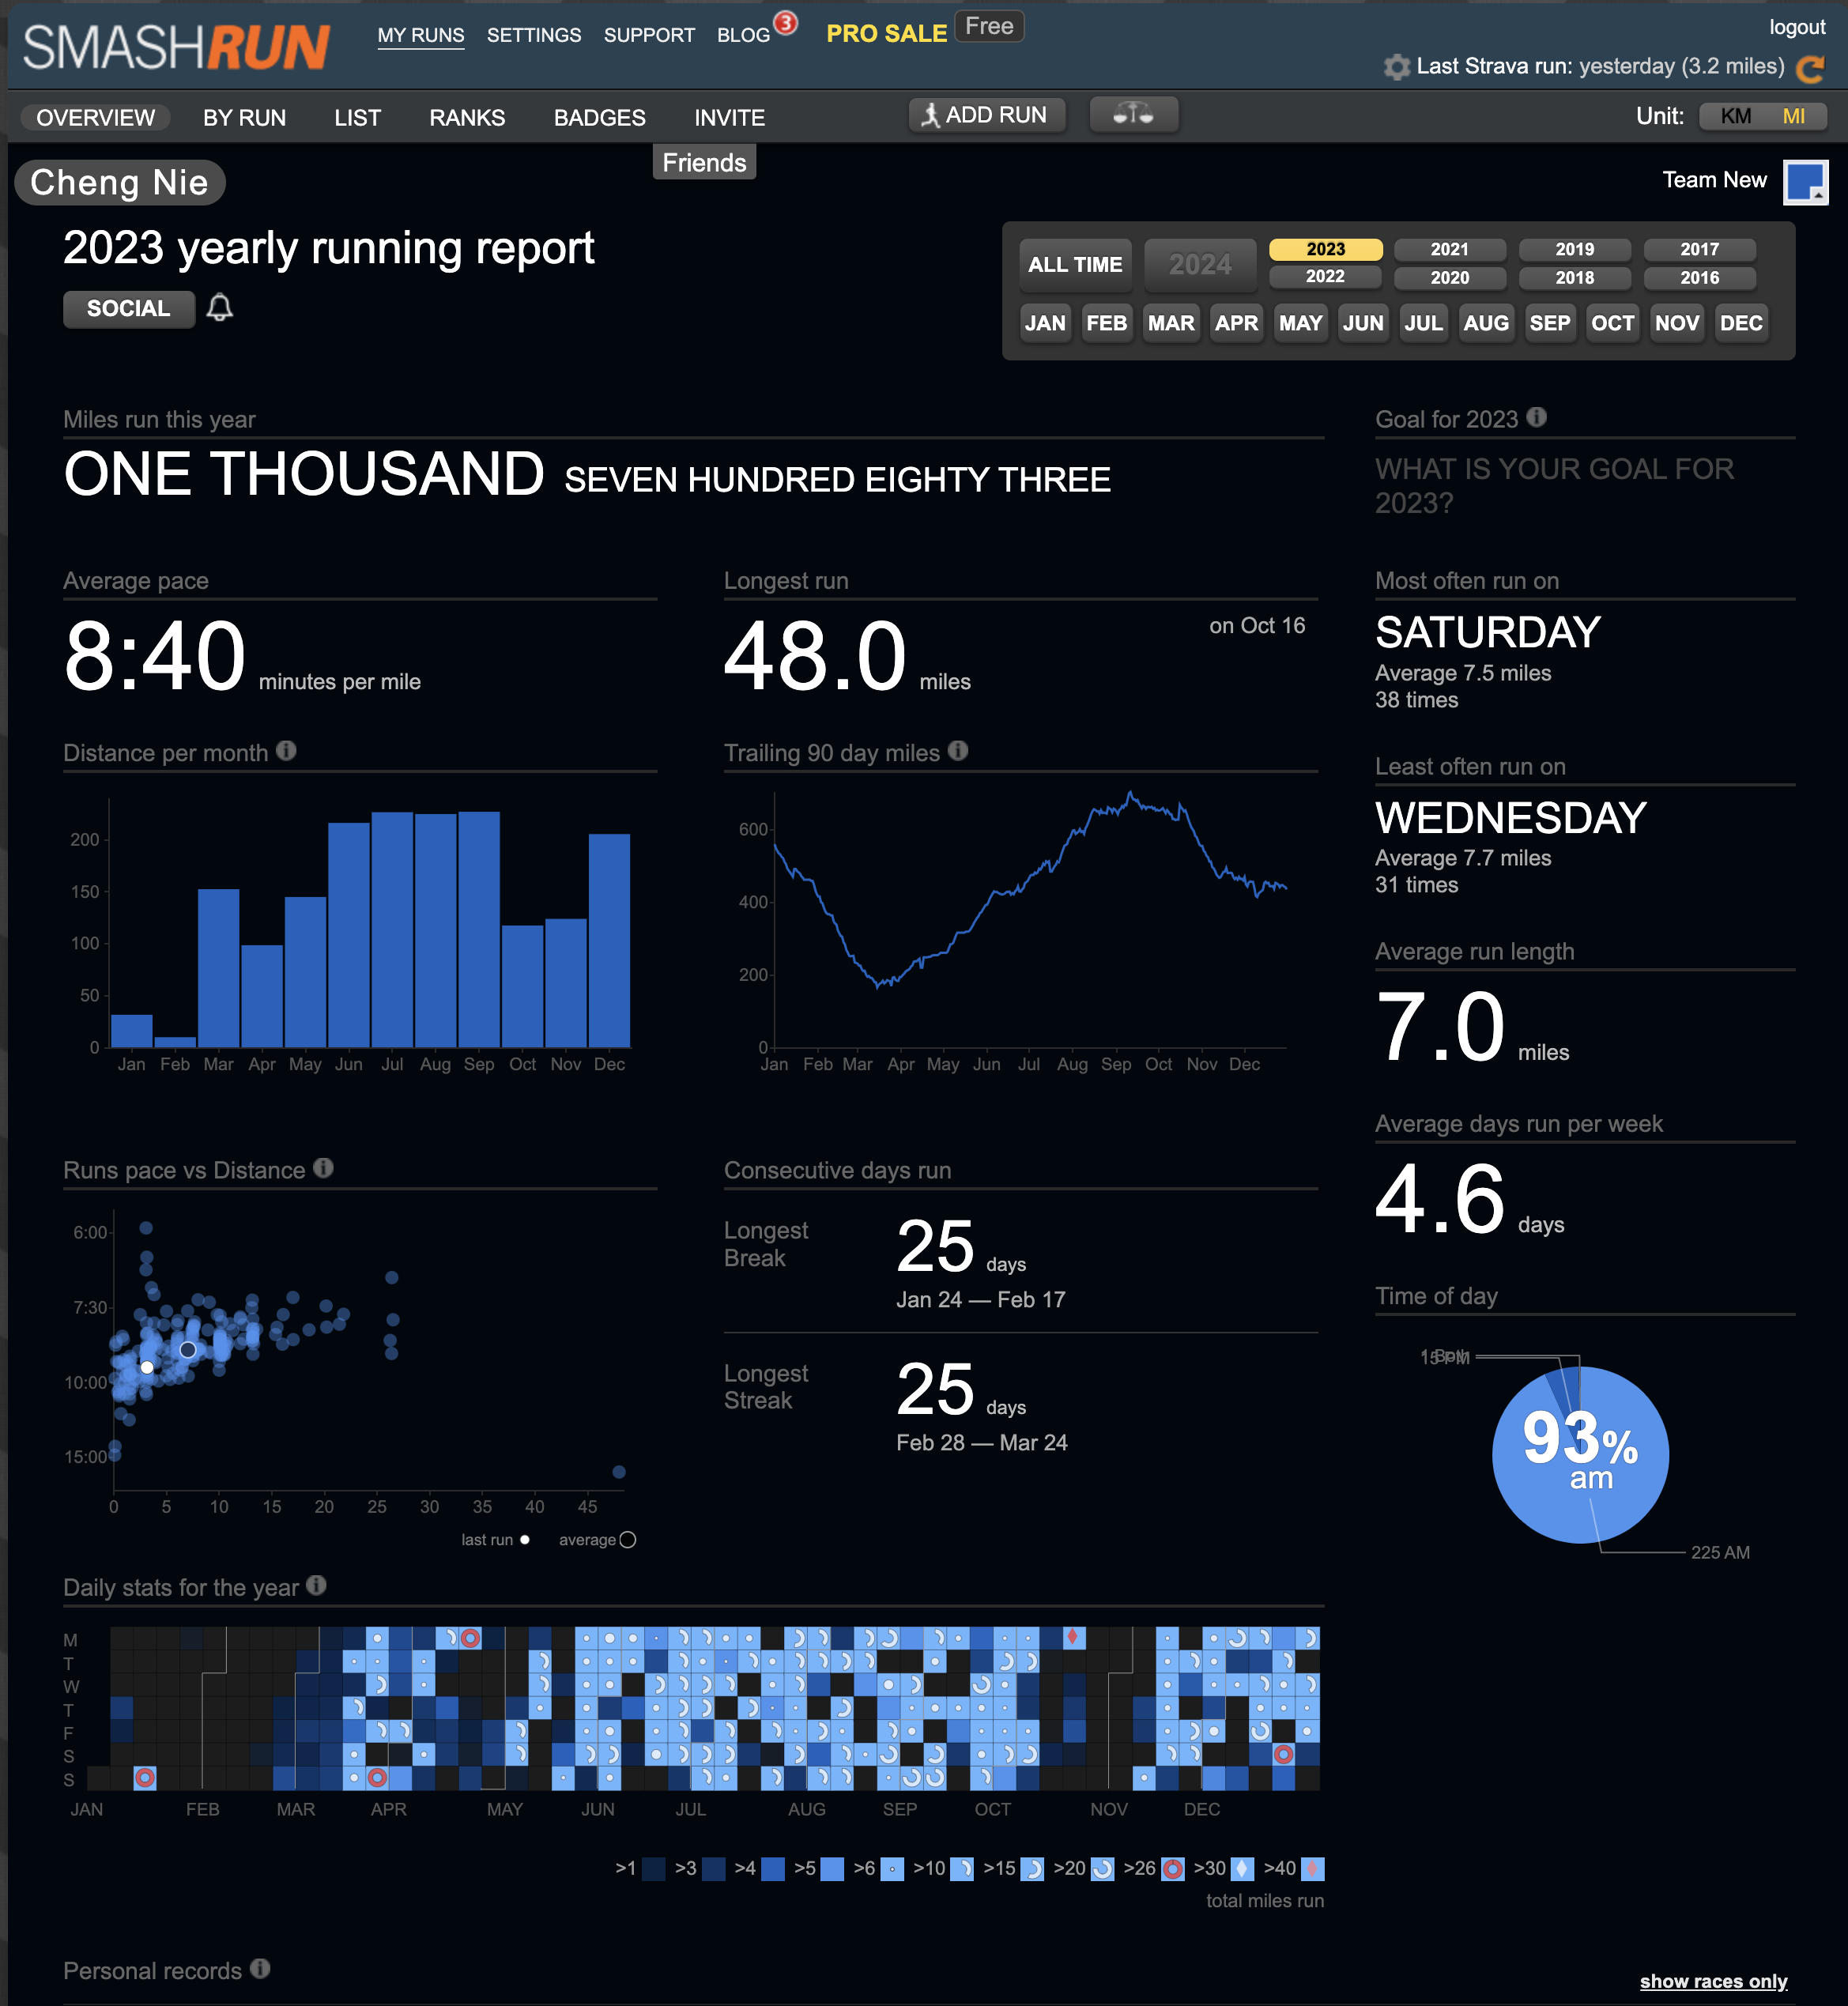 SMASHRUN
MY RUNS SETTINGS SUPPORT BLOG 3 PRO SALE Free
logout
Last Strava run: yesterday (3.2 miles)
OVERVIEW BY RUN LIST RANKS BADGES INVITE ADD RUN
Unit: KM MI
Friends
Cheng Nie
Team New
2023 yearly running report
SOCIAL
ALL TIME 2024 2023 2021 2019 2017
2022 2020 2018 2016
JAN FEB MAR APR MAY JUN JUL AUG SEP OCT NOV DEC
Miles run this year
ONE THOUSAND SEVEN HUNDRED EIGHTY THREE
Goal for 2023
WHAT IS YOUR GOAL FOR
2023?
Average pace
8:40 minutes per mile
Longest run
48.0 miles
on Oct 16
Most often run on
SATURDAY
Average 7.5 miles
38 times
Distance per month
200
150
100
50
0
Jan Feb Mar Apr May Jun Jul Aug Sep Oct Nov Dec
Trailing 90 day miles
600
400
200
0
Jan Feb Mar Apr May Jun Jul Aug Sep Oct Nov Dec
Least often run on
WEDNESDAY
Average 7.7 miles
31 times
Average run length
7.0 miles
Average days run per week
4.6 days
Runs pace vs Distance
6:00
7:30
10:00
15:00
0 5 10 15 20 25 30 35 40 45
last run average
Consecutive days run
Longest
Break
25 days
Jan 24 — Feb 17
Longest
Streak
25 days
Feb 28 — Mar 24
Time of day
1 Both
15 PM
93%
am
225 AM
Daily stats for the year
M
T
W
T
F
S
S
JAN FEB MAR APR MAY JUN JUL AUG SEP OCT NOV DEC
>1 >3 >4 >5 >6 >10 >15 >20 >26 >30 >40
total miles run
Personal records
show races only